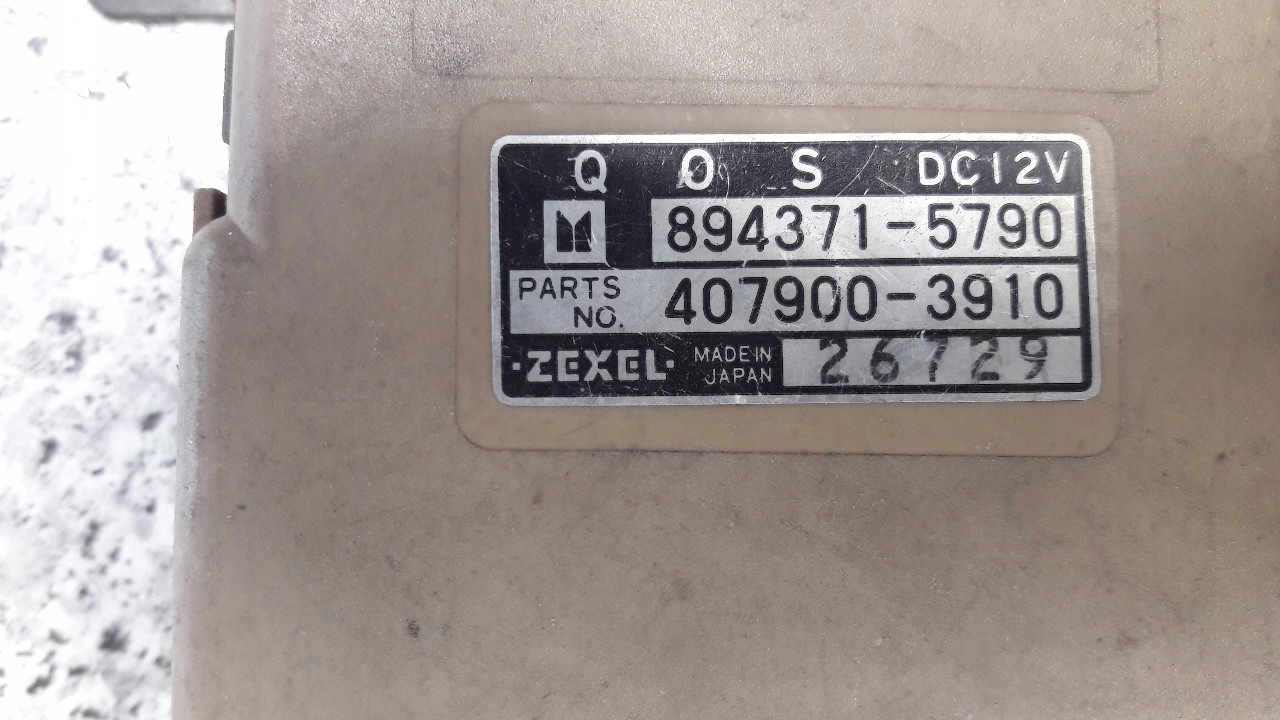 Q O S DC12V
894371-5790
PARTS NO. 407900-3910
·ZEXEL· MADE IN JAPAN 26729